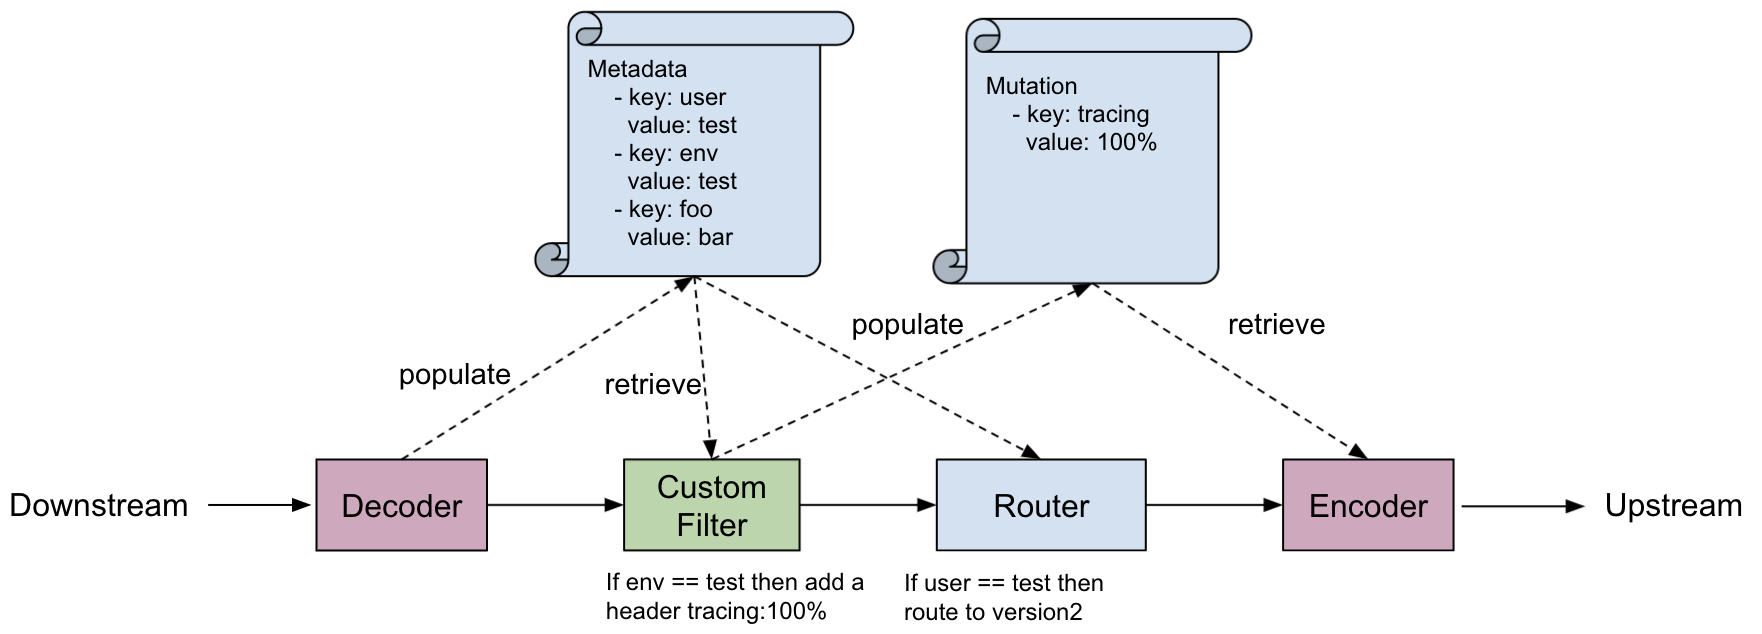 Metadata
- key: user
value: test
- key: env
value: test
- key: foo
value: bar
Mutation
- key: tracing
value: 100%
populate
retrieve
populate
retrieve
Downstream
Decoder
Custom
Filter
Router
Encoder
Upstream
If env == test then add a
header tracing:100%
If user == test then
route to version2